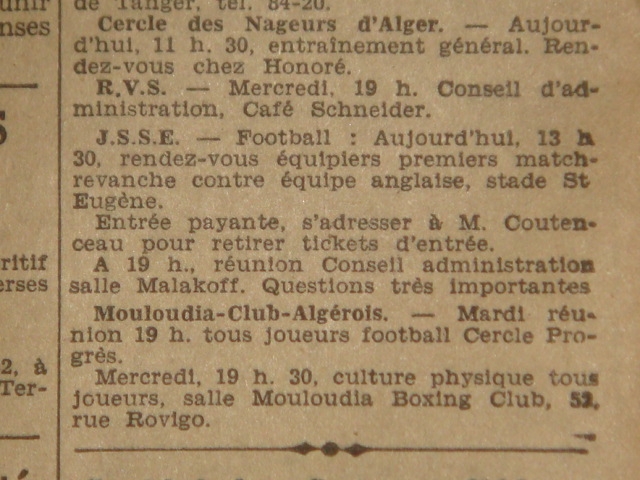 de Tanger, tél. 84-20.
Cercle des Nageurs d'Alger. — Aujour-
d'hui, 11 h. 30, entraînement général. Ren-
dez-vous chez Honoré.
R.V.S. — Mercredi, 19 h. Conseil d'ad-
ministration, Café Schneider.
J.S.S.E. — Football : Aujourd'hui, 13 h
30, rendez-vous équipiers premiers match-
revanche contre équipe anglaise, stade St
Eugène.
Entrée payante, s'adresser à M. Couten-
ceau pour retirer tickets d'entrée.
A 19 h., réunion Conseil administration
salle Malakoff. Questions très importantes
Mouloudia-Club-Algérois. — Mardi réu-
nion 19 h. tous joueurs football Cercle Pro-
grès.
Mercredi, 19 h. 30, culture physique tous
joueurs, salle Mouloudia Boxing Club, 52,
rue Rovigo.
unir
nses
S
ritif
erses
2, à
Ter-